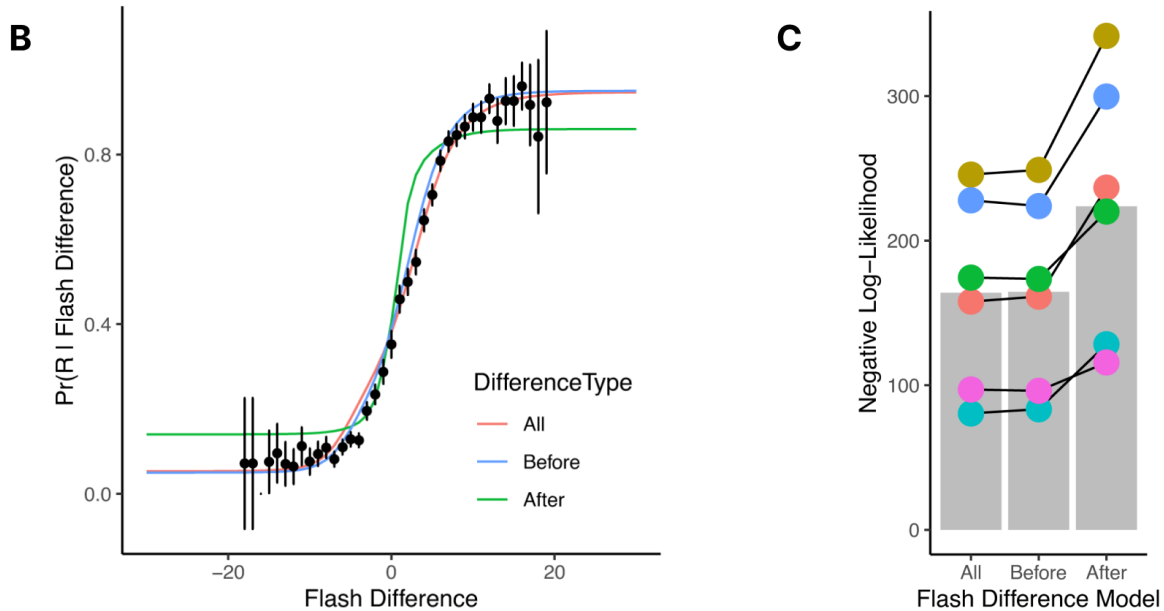 B
Pr(R | Flash Difference)
0.8
0.4
0.0
−20
0
20
Flash Difference
DifferenceType
All
Before
After
C
Negative Log−Likelihood
300
200
100
0
All
Before
After
Flash Difference Model